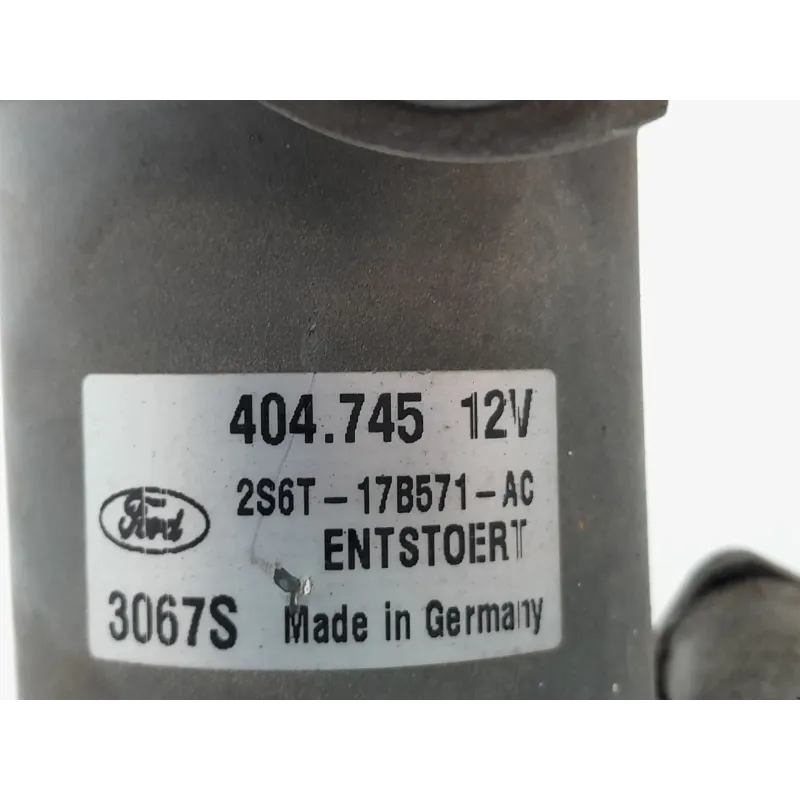 404.745 12V
2S6T-17B571-AC
Ford
ENTSTOERT
3067S Made in Germany